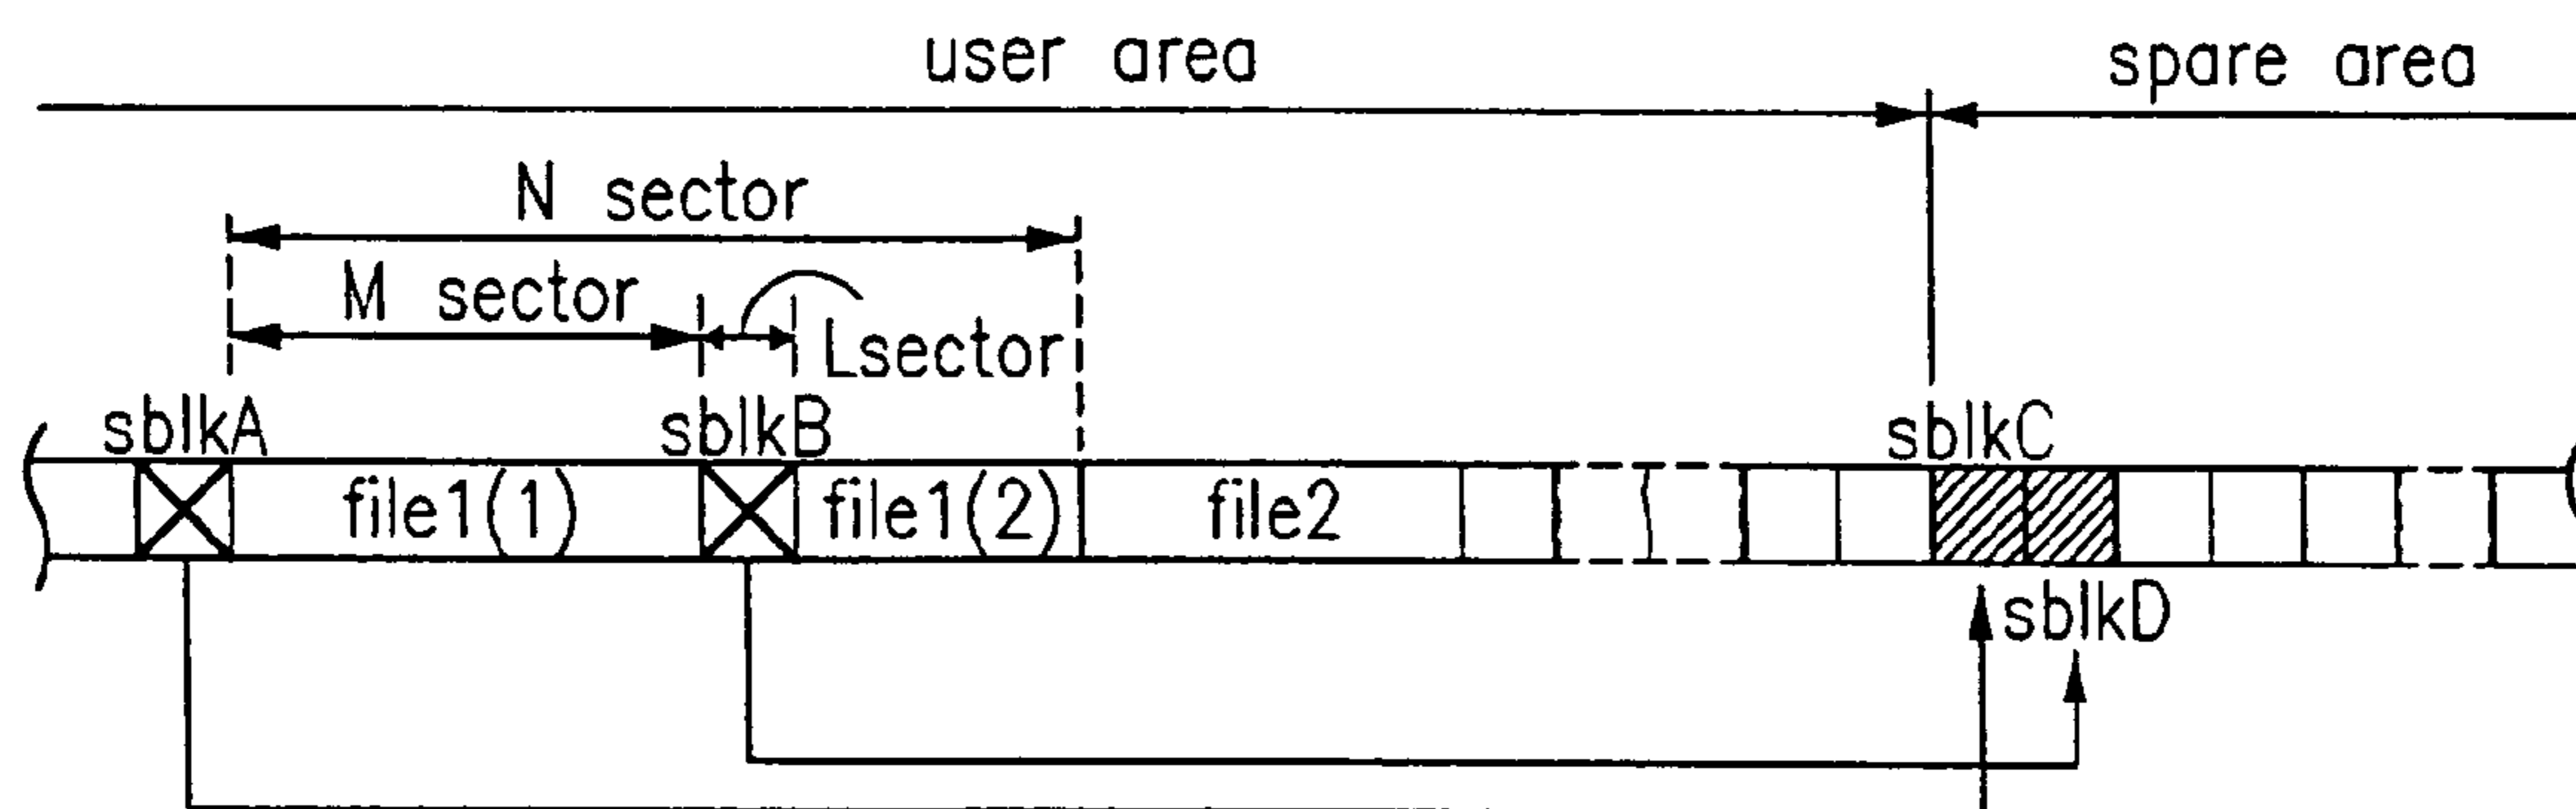 user area
spare area
N sector
M sector
Lsector
sblkA
sblkB
sblkC
file1(1)
file1(2)
file2
sblkD